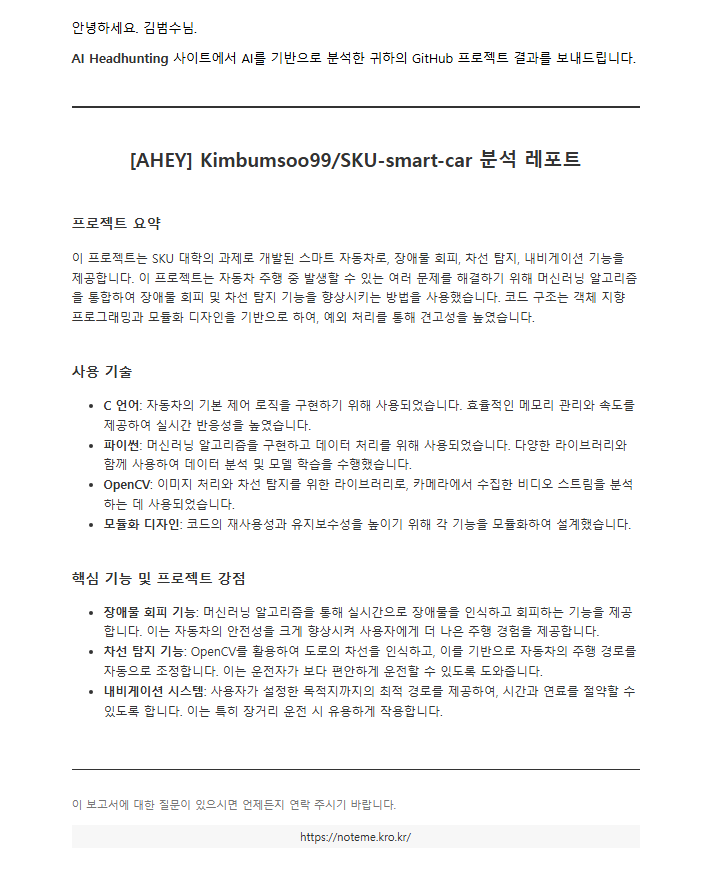 안녕하세요. 김범수님.
AI Headhunting 사이트에서 AI를 기반으로 분석한 귀하의 GitHub 프로젝트 결과를 보내드립니다.
[AHEY] Kimbumsoo99/SKU-smart-car 분석 레포트
프로젝트 요약
이 프로젝트는 SKU 대학의 과제로 개발된 스마트 자동차로, 장애물 회피, 차선 탐지, 내비게이션 기능을
제공합니다. 이 프로젝트는 자동차 주행 중 발생할 수 있는 여러 문제를 해결하기 위해 머신러닝 알고리즘
을 통합하여 장애물 회피 및 차선 탐지 기능을 향상시키는 방법을 사용했습니다. 코드 구조는 객체 지향
프로그래밍과 모듈화 디자인을 기반으로 하여, 예외 처리를 통해 견고성을 높였습니다.
사용 기술
• C 언어: 자동차의 기본 제어 로직을 구현하기 위해 사용되었습니다. 효율적인 메모리 관리와 속도를
제공하여 실시간 반응성을 높였습니다.
• 파이썬: 머신러닝 알고리즘을 구현하고 데이터 처리를 위해 사용되었습니다. 다양한 라이브러리와
함께 사용하여 데이터 분석 및 모델 학습을 수행했습니다.
• OpenCV: 이미지 처리와 차선 탐지를 위한 라이브러리로, 카메라에서 수집한 비디오 스트림을 분석
하는 데 사용되었습니다.
• 모듈화 디자인: 코드의 재사용성과 유지보수성을 높이기 위해 각 기능을 모듈화하여 설계했습니다.
핵심 기능 및 프로젝트 강점
• 장애물 회피 기능: 머신러닝 알고리즘을 통해 실시간으로 장애물을 인식하고 회피하는 기능을 제공
합니다. 이는 자동차의 안전성을 크게 향상시켜 사용자에게 더 나은 주행 경험을 제공합니다.
• 차선 탐지 기능: OpenCV를 활용하여 도로의 차선을 인식하고, 이를 기반으로 자동차의 주행 경로를
자동으로 조정합니다. 이는 운전자가 보다 편안하게 운전할 수 있도록 도와줍니다.
• 내비게이션 시스템: 사용자가 설정한 목적지까지의 최적 경로를 제공하여, 시간과 연료를 절약할 수
있도록 합니다. 이는 특히 장거리 운전 시 유용하게 작용합니다.
이 보고서에 대한 질문이 있으시면 언제든지 연락 주시기 바랍니다.
https://noteme.kro.kr/